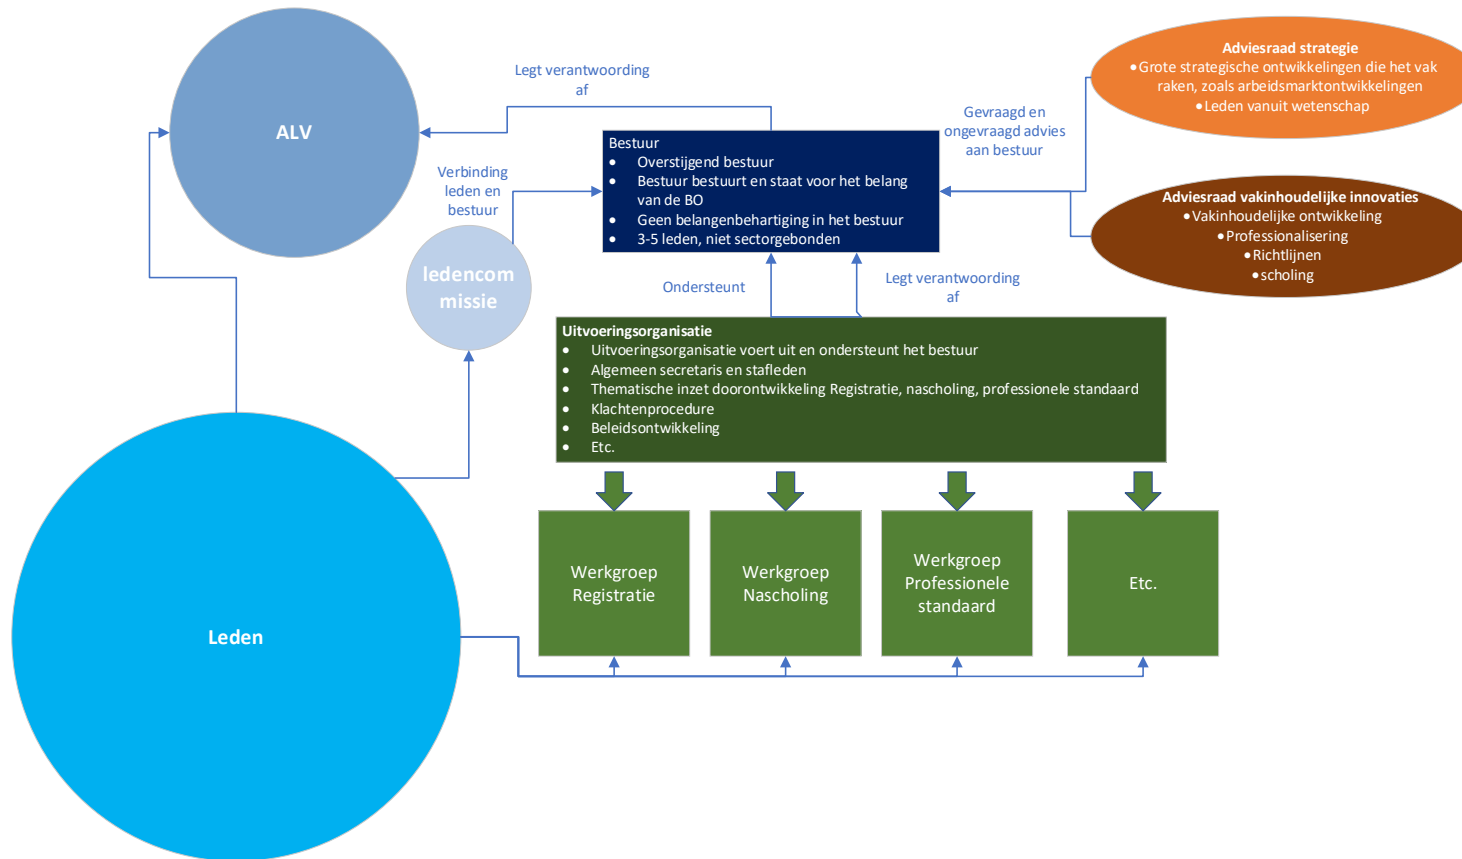 ALV
Legt verantwoording
af
Verbinding
leden en
bestuur
ledencom
missie
Bestuur
• Overstijgend bestuur
• Bestuur bestuurt en staat voor het belang
van de BO
• Geen belangenbehartiging in het bestuur
• 3-5 leden, niet sectorgebonden
Gevraagd en
ongevraagd advies
aan bestuur
Adviesraad strategie
• Grote strategische ontwikkelingen die het vak
raken, zoals arbeidsmarktontwikkelingen
• Leden vanuit wetenschap
Adviesraad vakinhoudelijke innovaties
• Vakinhoudelijke ontwikkeling
• Professionalisering
• Richtlijnen
• scholing
Ondersteunt
Legt verantwoording
af
Uitvoeringsorganisatie
• Uitvoeringsorganisatie voert uit en ondersteunt het bestuur
• Algemeen secretaris en stafleden
• Thematische inzet doorontwikkeling Registratie, nascholing, professionele standaard
• Klachtenprocedure
• Beleidsontwikkeling
• Etc.
Werkgroep
Registratie
Werkgroep
Nascholing
Werkgroep
Professionele
standaard
Etc.
Leden